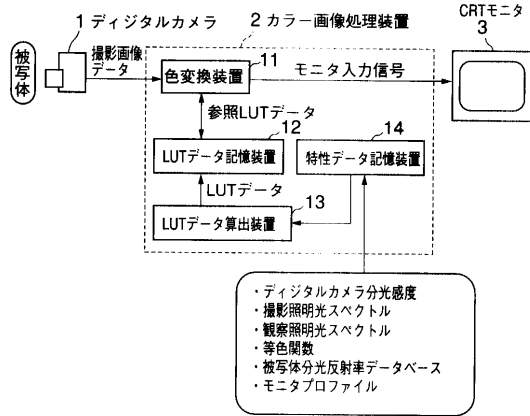 1 ディジタルカメラ
2 カラー画像処理装置
CRTモニタ
3
被写体
撮影画像
データ
11
色変換装置
モニタ入力信号
参照LUTデータ
12
14
LUTデータ記憶装置
特性データ記憶装置
LUTデータ
13
LUTデータ算出装置
・ディジタルカメラ分光感度
・撮影照明光スペクトル
・観察照明光スペクトル
・等色関数
・被写体分光反射率データベース
・モニタプロファイル